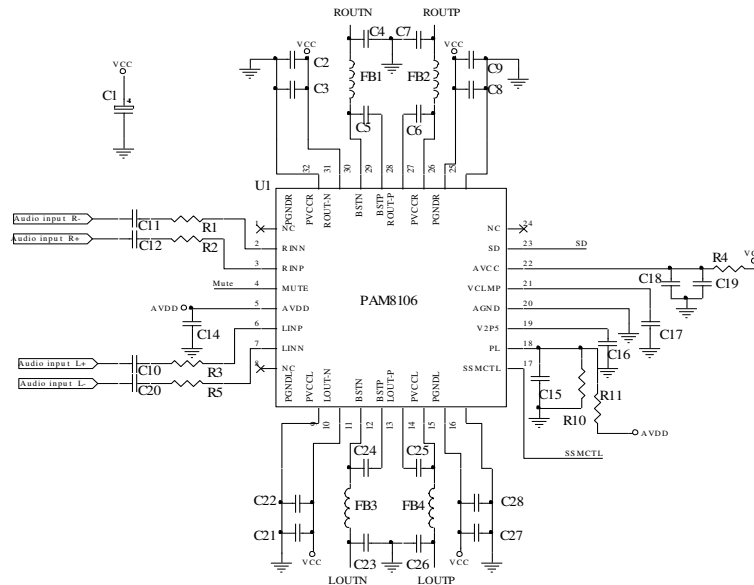 ROUTN ROUTP
C4 C7
VCC VCC
C2 C9
VCC
FB1 FB2
C3 C8
C1
C5 C6
32 31 30 29 28 27 26 25
U1
PGNDR PVCCR ROUT-N BSTN BSTP ROUT-P PVCCR PGNDR
1 NC NC 24
Audio input R- C11 R1 2 RINN SD 23 SD
Audio input R+ C12 R2 3 RINP AVCC 22 R4
C18 C19
Mute 4 MUTE VCLMP 21
PAM8106
AVDD 5 AVDD AGND 20
C14 C17
6 LINP V2P5 19
C16
7 LINN PL 18
Audio input L+ C10 R3
8 NC SSMCTL 17
Audio input L- C20 R5
C15 R10 R11
PGNDL PVCCL LOUT-N BSTN BSTP LOUT-P PVCCL PGNDL
9 10 11 12 13 14 15 16
AVDD
C24 C25
SSMCTL
C22 FB3 FB4 C28
C21 C27
VCC C23 C26 VCC
LOUTN LOUTP